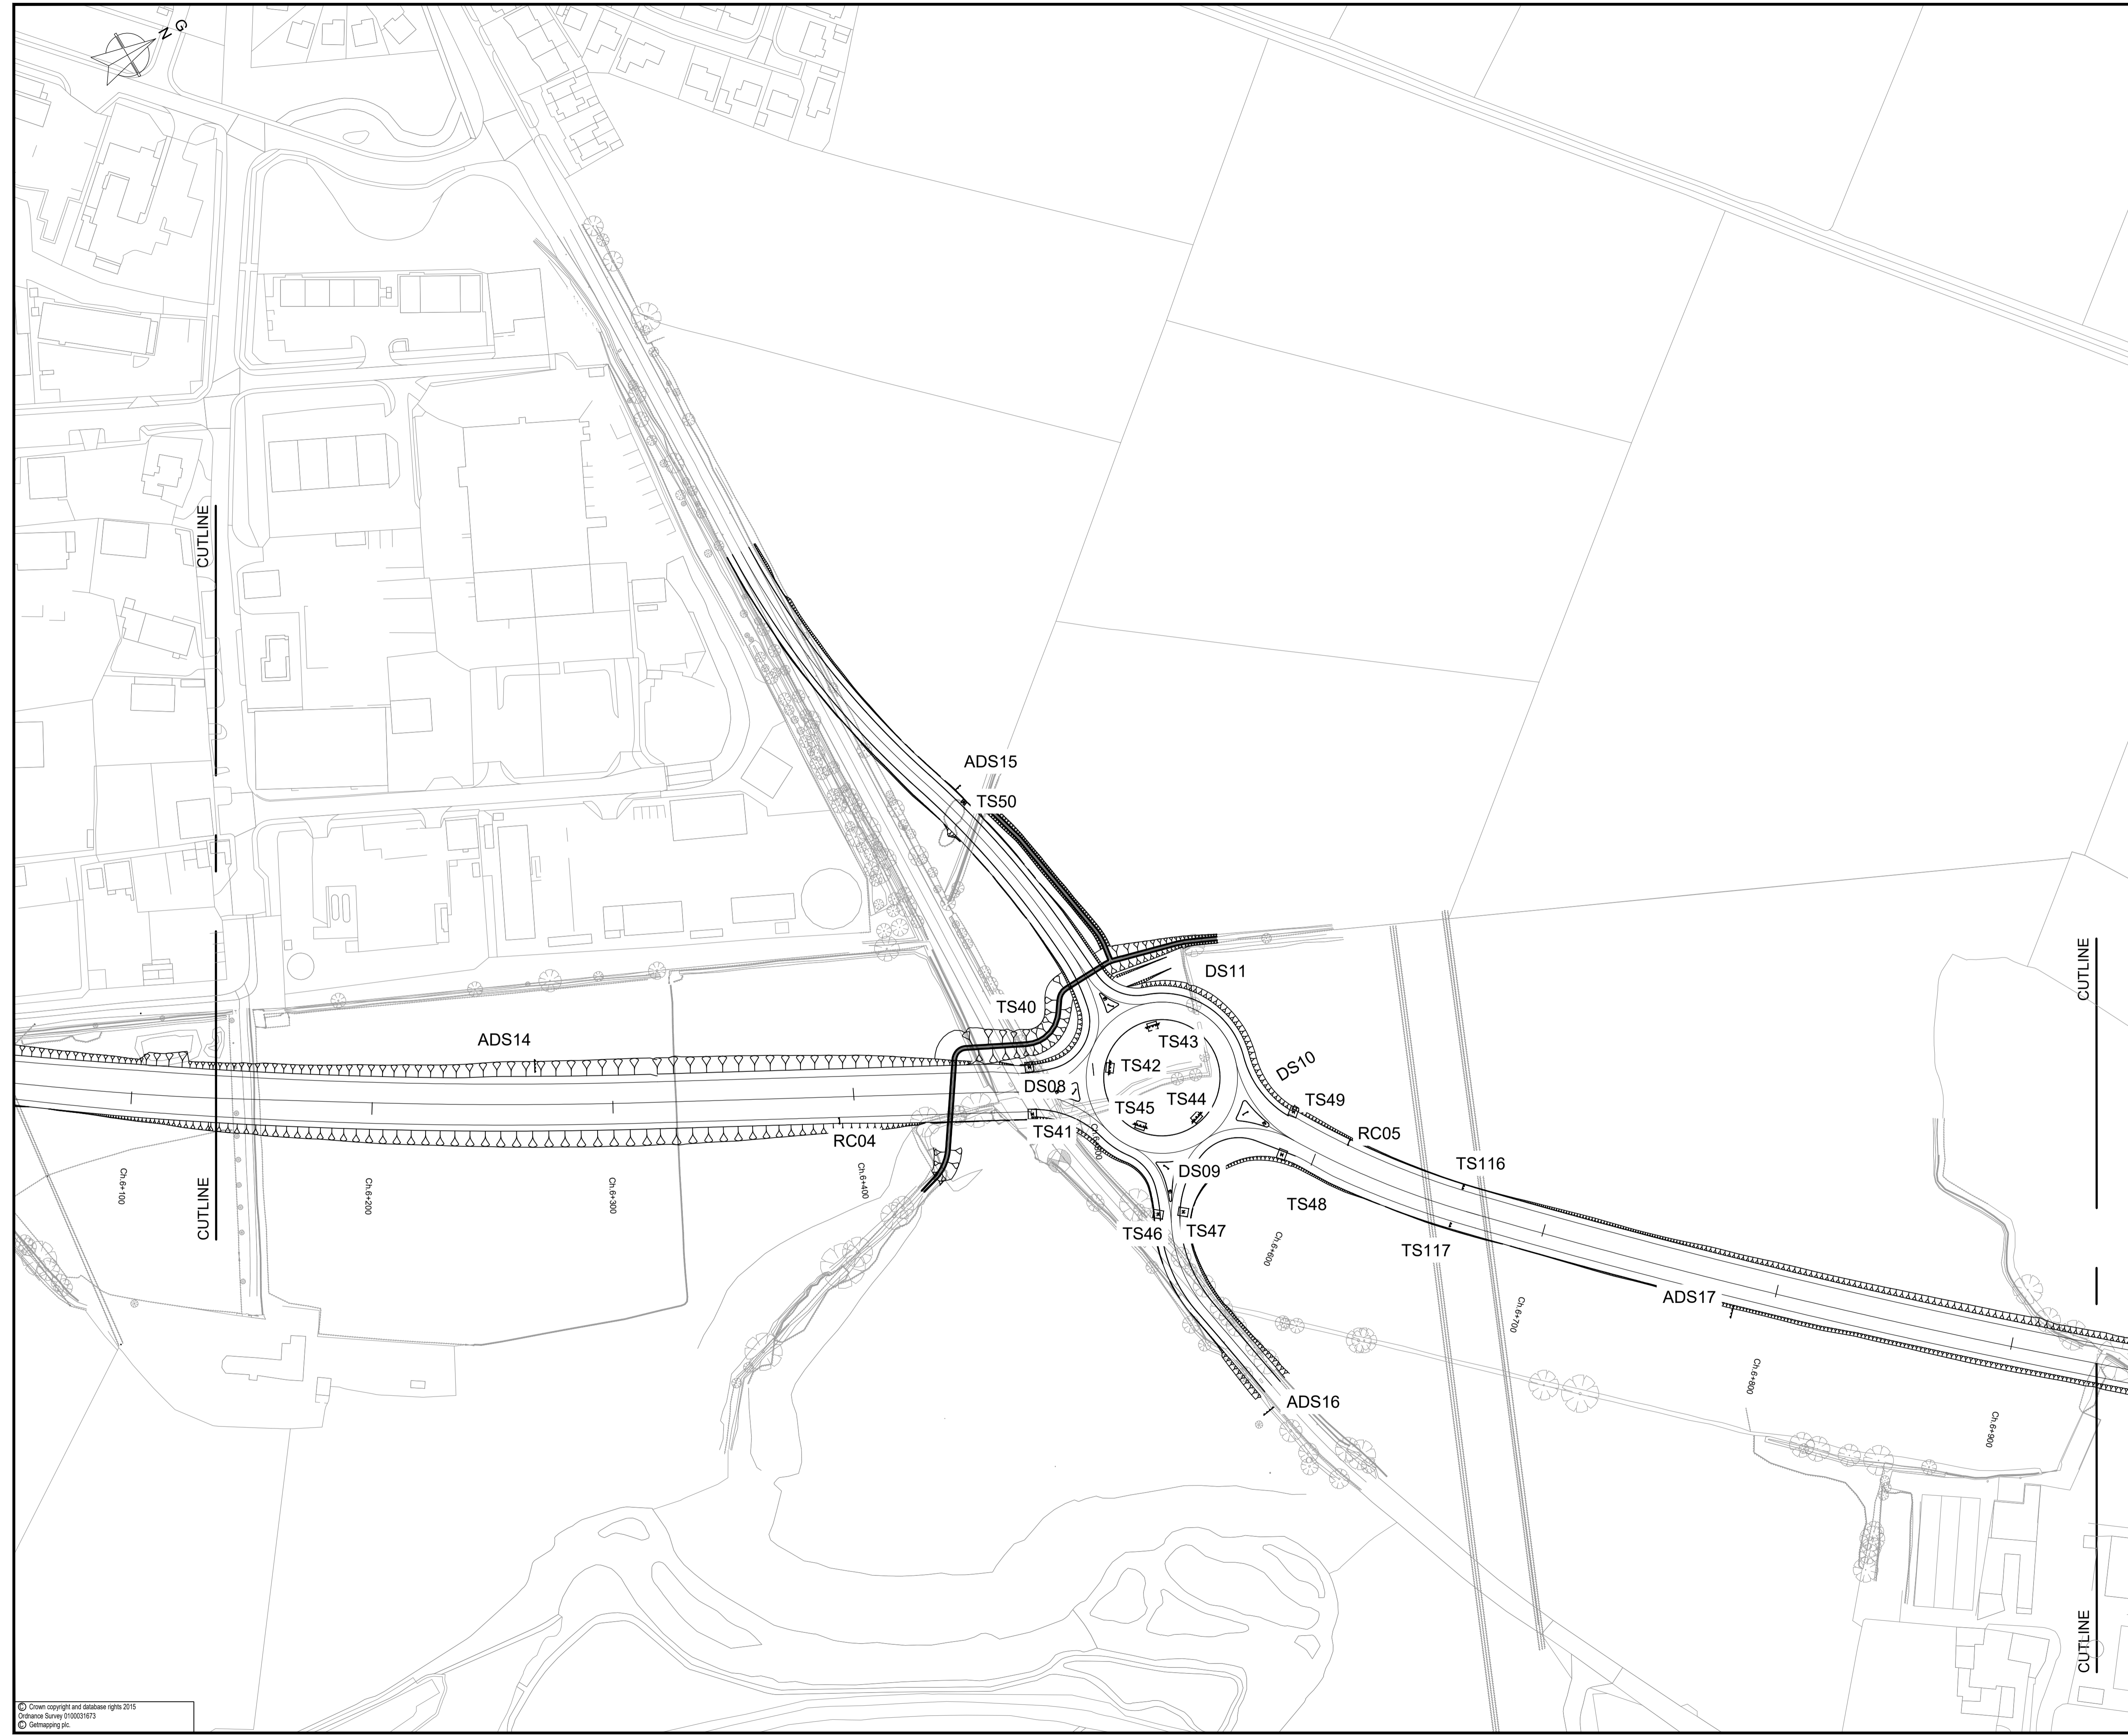 G
N
CUTLINE
ADS15
TS50
CUTLINE
DS11
TS40
ADS14
TS43
TS42
DS10
DS08
TS49
TS44
TS45
TS41
RC05
RC04
TS116
DS09
Ch.6+100
Ch.6+200
Ch.6+300
Ch.6+400
CUTLINE
TS48
TS46
TS47
TS117
Ch.6+600
ADS17
Ch.6+700
Ch.6+800
ADS16
Ch.6+900
CUTLINE
© Crown copyright and database rights 2015
Ordnance Survey 0100031673
© Getmapping plc.